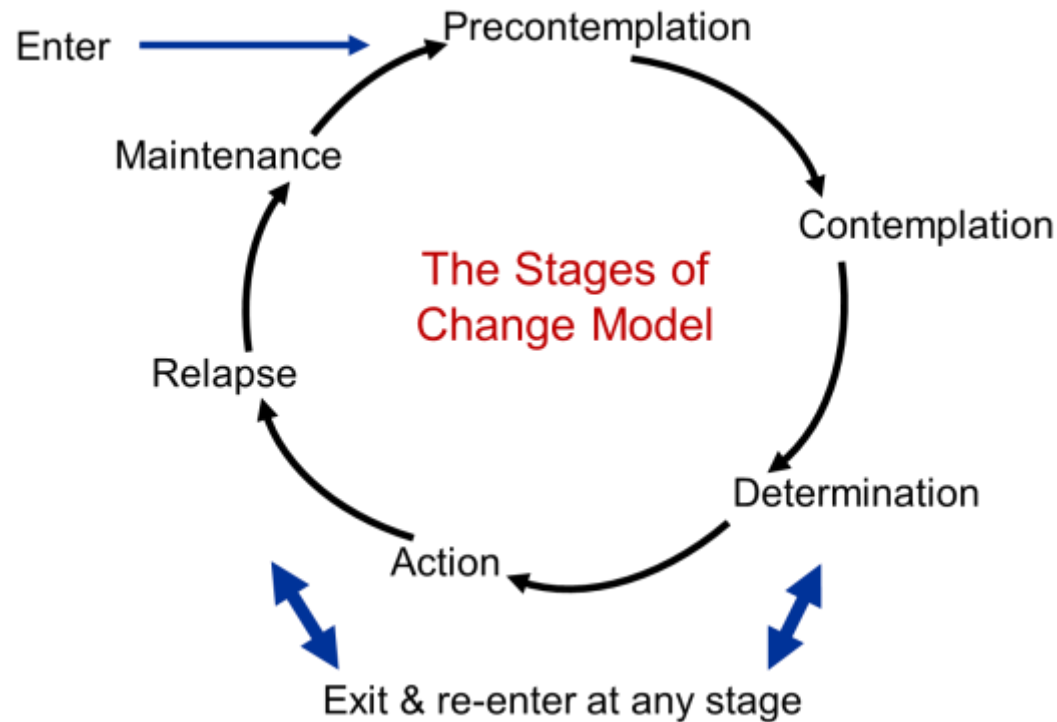 Enter
Precontemplation
Maintenance
Contemplation
The Stages of
Change Model
Relapse
Determination
Action
Exit & re-enter at any stage